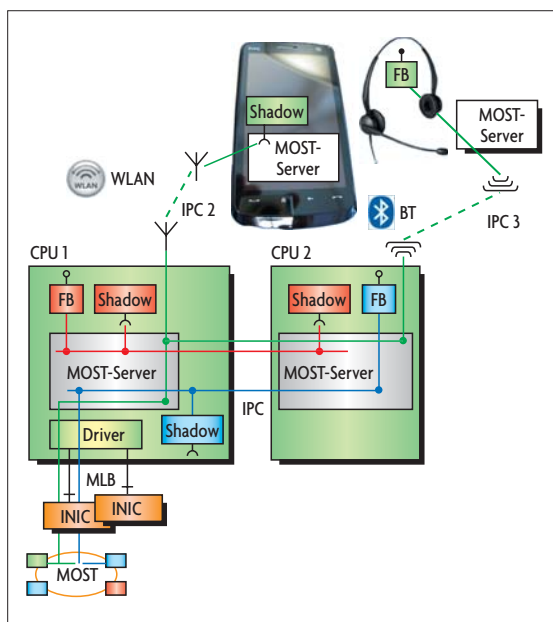 FB
Shadow
MOST-
Server
MOST-
Server
WLAN
WLAN
IPC 2
BT
IPC 3
CPU 1
CPU 2
FB
Shadow
Shadow
FB
MOST-Server
MOST-Server
IPC
Driver
Shadow
MLB
INIC
INIC
MOST